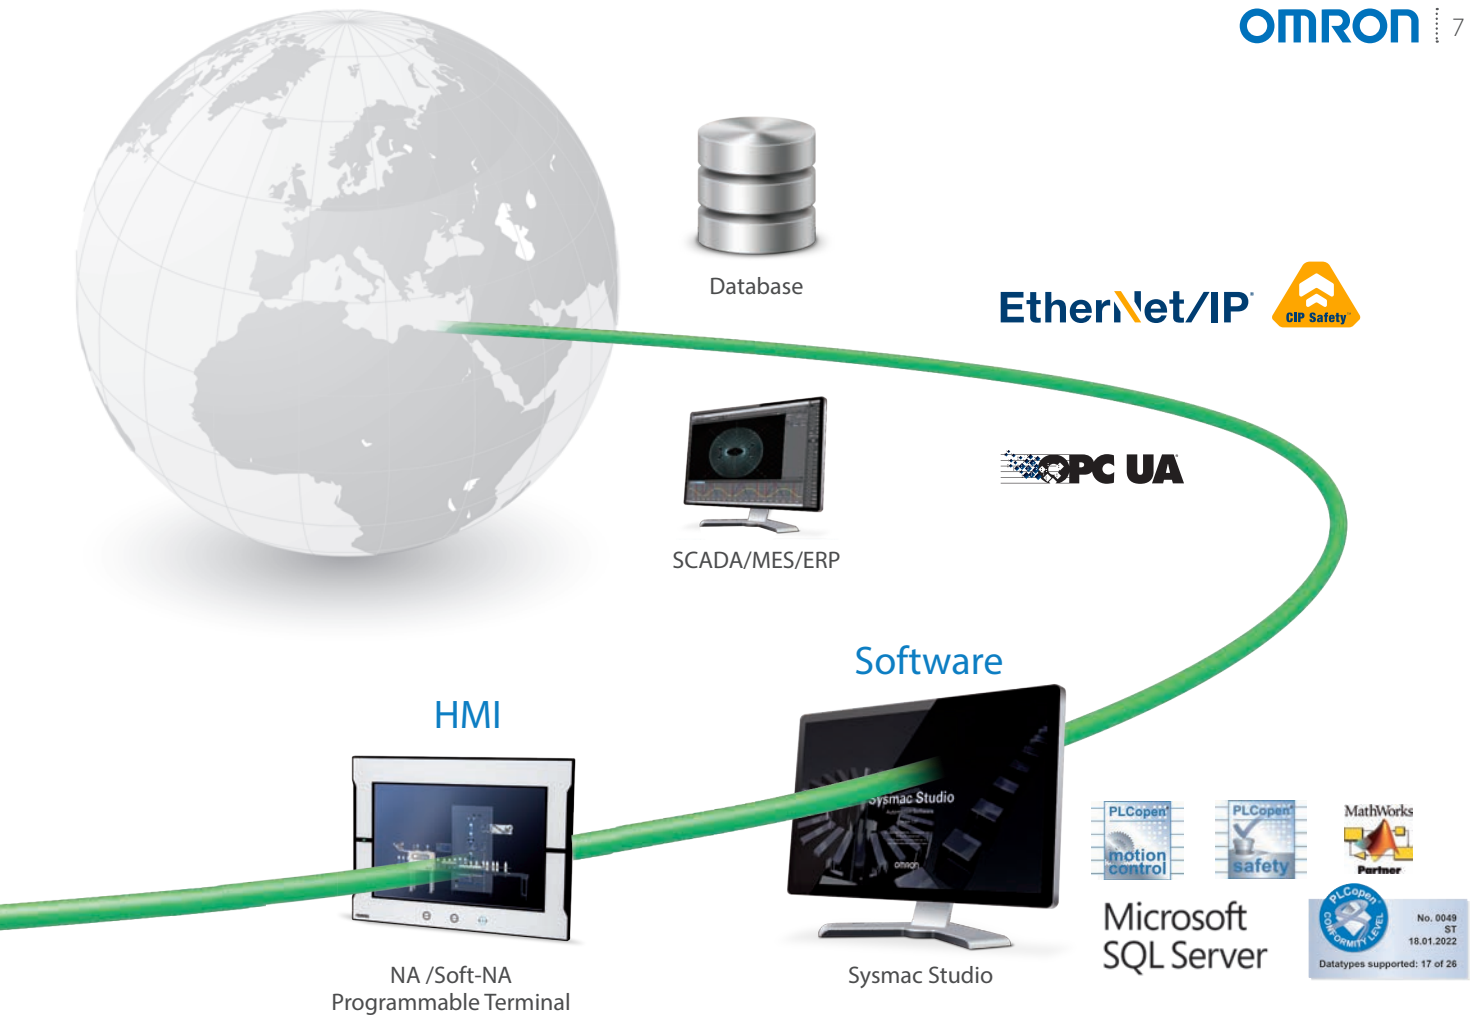 OMRON 7
Database
EtherNet/IP
CIP Safety™
OPC UA
SCADA/MES/ERP
Software
HMI
Sysmac Studio
OMRON
NA /Soft-NA
Programmable Terminal
Sysmac Studio
PLCopen
motion
control
PLCopen
safety
MathWorks
Partner
Microsoft
SQL Server
PLCopen
CONFORMITY LEVEL
No. 0049
ST
18.01.2022
Datatypes supported: 17 of 26